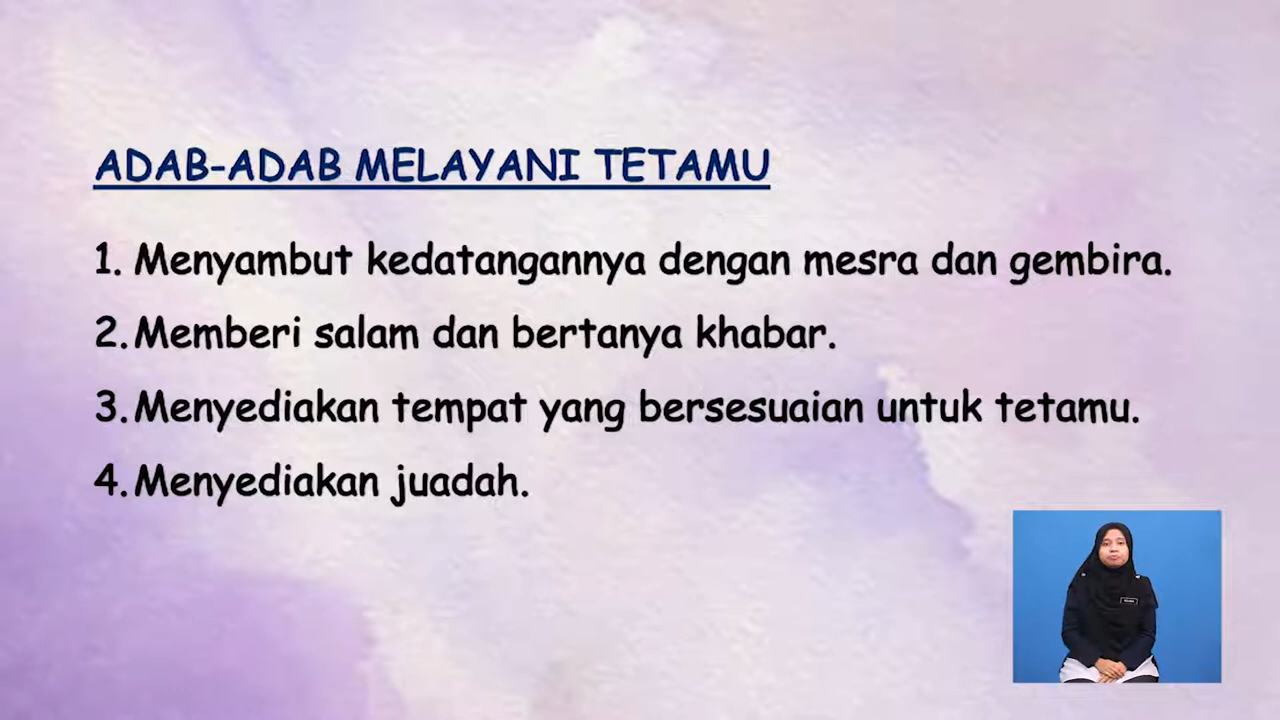 ADAB-ADAB MELAYANI TETAMU
1. Menyambut kedatangannya dengan mesra dan gembira.
2. Memberi salam dan bertanya khabar.
3. Menyediakan tempat yang bersesuaian untuk tetamu.
4. Menyediakan juadah.